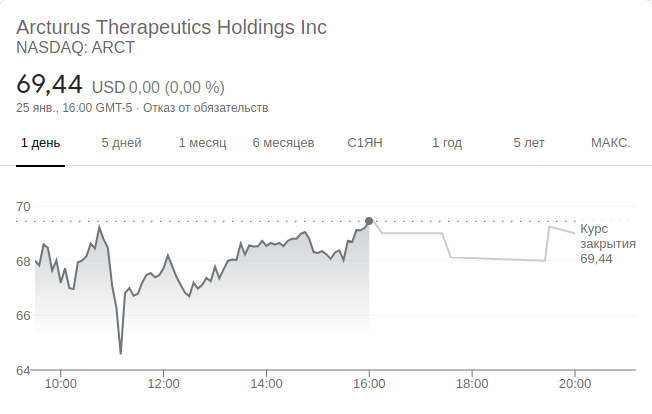 Arcturus Therapeutics Holdings Inc
NASDAQ: ARCT
69,44 USD 0,00 (0,00 %)
25 янв., 16:00 GMT-5 · Отказ от обязательств
1 день 5 дней 1 месяц 6 месяцев С1ЯН 1 год 5 лет МАКС.
70
68
66
64
Курс
закрытия
69,44
10:00 12:00 14:00 16:00 18:00 20:00